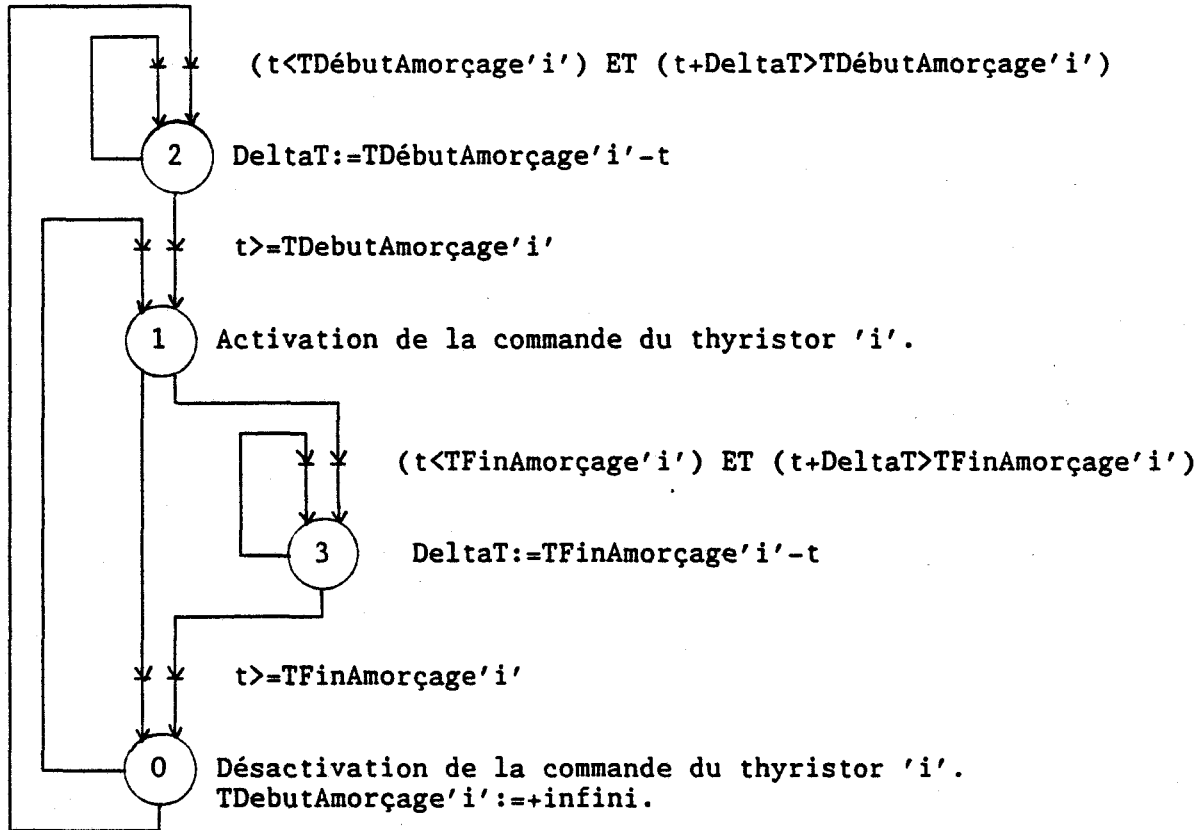 (t<TDébutAmorçage'i') ET (t+DeltaT>TDébutAmorçage'i')
2 DeltaT:=TDébutAmorçage'i'-t
t>=TDebutAmorçage'i'
1 Activation de la commande du thyristor 'i'.
(t<TFinAmorçage'i') ET (t+DeltaT>TFinAmorçage'i')
3 DeltaT:=TFinAmorçage'i'-t
t>=TFinAmorçage'i'
0 Désactivation de la commande du thyristor 'i'.
TDebutAmorçage'i':=+infini.